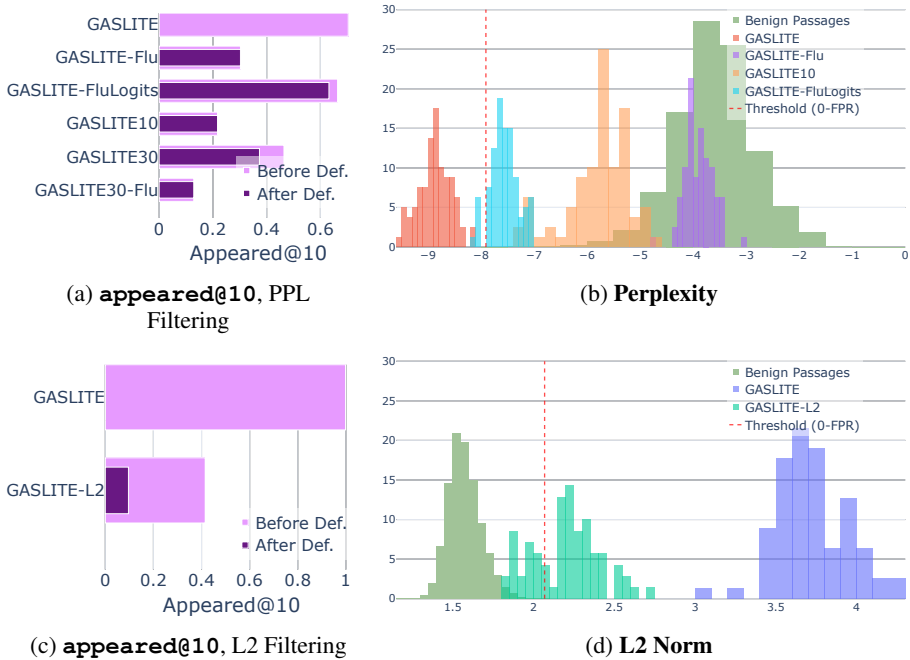 GASLITE
GASLITE-Flu
GASLITE-FluLogits
GASLITE10
GASLITE30
GASLITE30-Flu
Before Def.
After Def.
0 0.2 0.4 0.6
Appeared@10
(a) appeared@10, PPL
Filtering
30
25
20
15
10
5
0
Benign Passages
GASLITE
GASLITE-Flu
GASLITE10
GASLITE-FluLogits
Threshold (0-FPR)
−9 −8 −7 −6 −5 −4 −3 −2 −1 0
(b) Perplexity
GASLITE
GASLITE-L2
Before Def.
After Def.
0 0.2 0.4 0.6 0.8 1
Appeared@10
(c) appeared@10, L2 Filtering
30
25
20
15
10
5
0
Benign Passages
GASLITE
GASLITE-L2
Threshold (0-FPR)
1.5 2 2.5 3 3.5 4
(d) L2 Norm